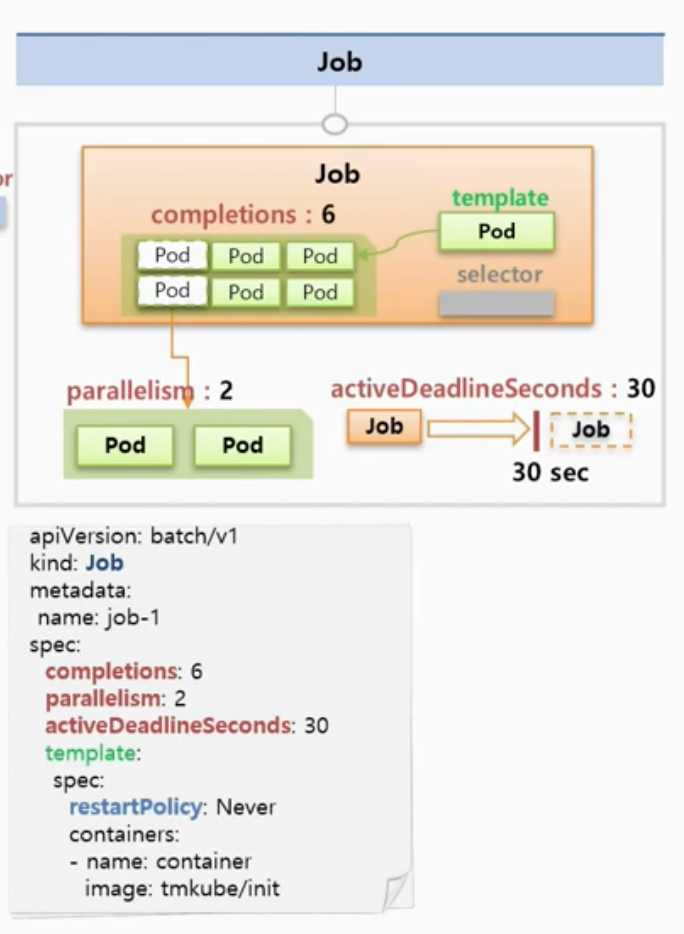 Job
or
Job
completions : 6
template
Pod
Pod Pod Pod
Pod Pod Pod
selector
parallelism : 2
activeDeadlineSeconds : 30
Pod Pod
Job
Job
30 sec
apiVersion: batch/v1
kind: Job
metadata:
name: job-1
spec:
completions: 6
parallelism: 2
activeDeadlineSeconds: 30
template:
spec:
restartPolicy: Never
containers:
- name: container
image: tmkube/init